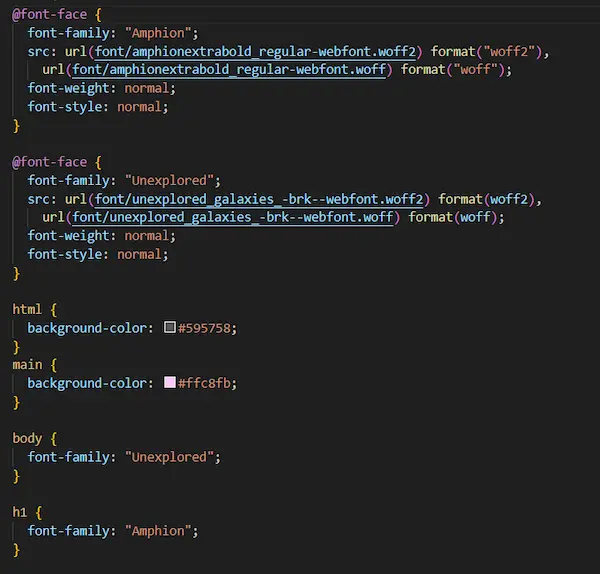 @font-face {
  font-family: "Amphion";
  src: url(font/amphionextrabold_regular-webfont.woff2) format("woff2"),
    url(font/amphionextrabold_regular-webfont.woff) format("woff");
  font-weight: normal;
  font-style: normal;
}

@font-face {
  font-family: "Unexplored";
  src: url(font/unexplored_galaxies_-brk--webfont.woff2) format(woff2),
    url(font/unexplored_galaxies_-brk--webfont.woff) format(woff);
  font-weight: normal;
  font-style: normal;
}

html {
  background-color: #595758;
}
main {
  background-color: #ffc8fb;
}

body {
  font-family: "Unexplored";
}

h1 {
  font-family: "Amphion";
}